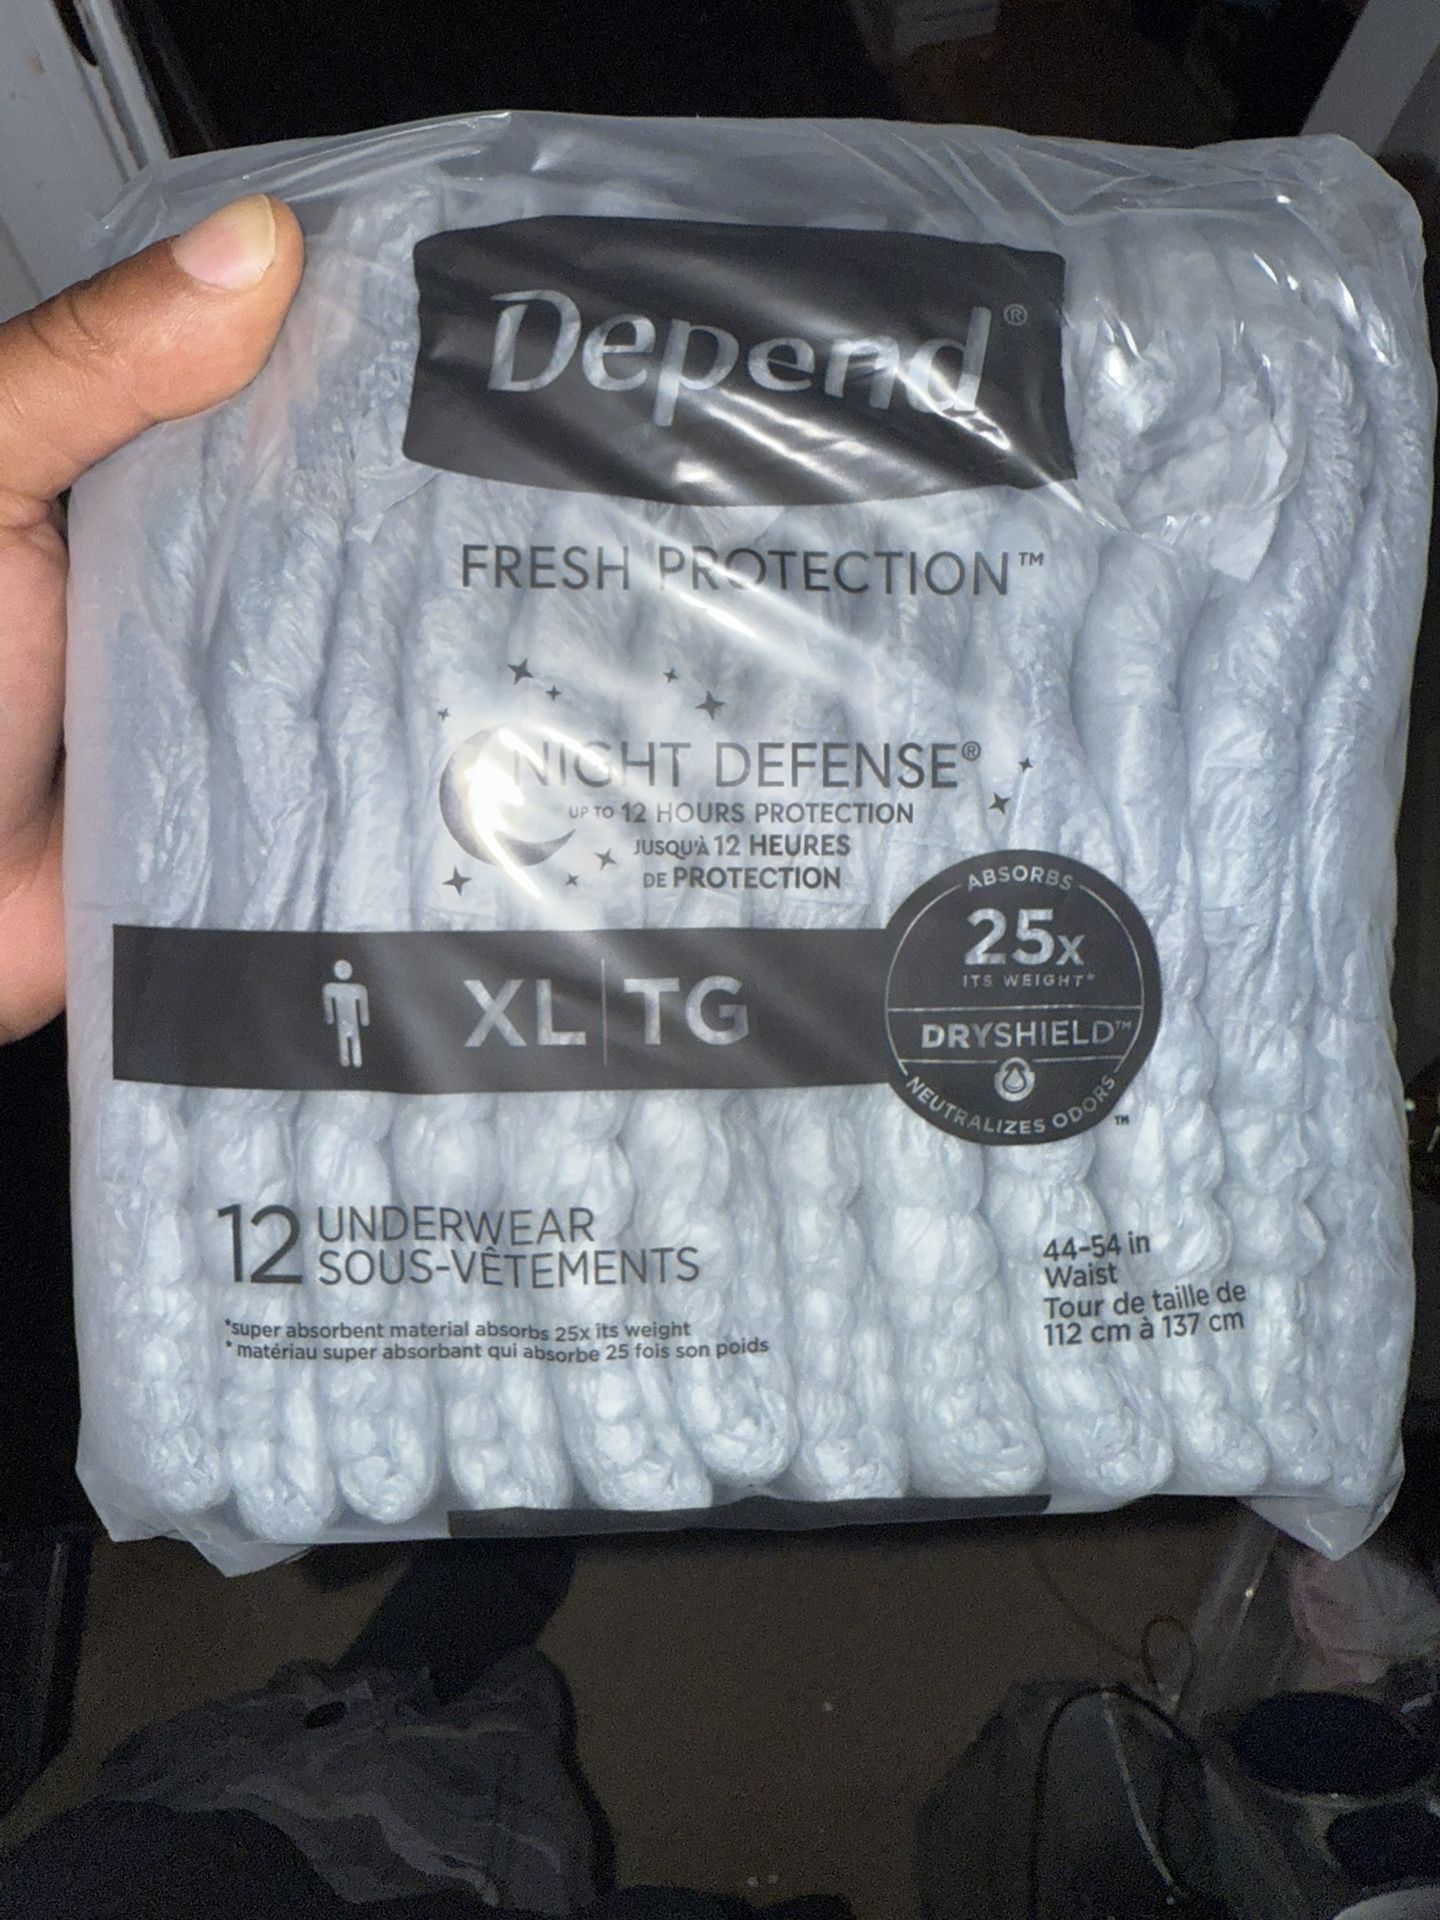 Depend®
FRESH PROTECTION™
NIGHT DEFENSE®
UP TO 12 HOURS PROTECTION
JUSQU'À 12 HEURES
DE PROTECTION
ABSORBS
25x
ITS WEIGHT*
DRYSHIELD™
NEUTRALIZES ODORS™
XL | TG
12 UNDERWEAR
SOUS-VÊTEMENTS
*super absorbent material absorbs 25x its weight
*matériau super absorbant qui absorbe 25 fois son poids
44-54 in
Waist
Tour de taille de
112 cm à 137 cm